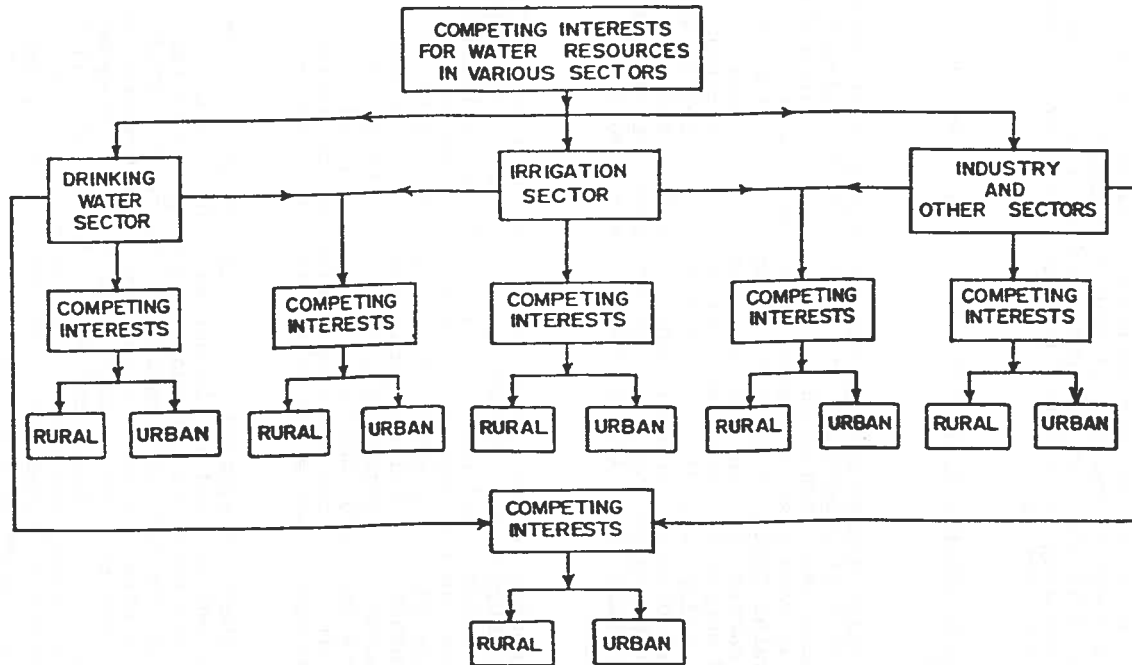 COMPETING INTERESTS
FOR WATER RESOURCES
IN VARIOUS SECTORS
DRINKING
WATER
SECTOR
IRRIGATION
SECTOR
INDUSTRY
AND
OTHER SECTORS
COMPETING
INTERESTS
COMPETING
INTERESTS
COMPETING
INTERESTS
COMPETING
INTERESTS
COMPETING
INTERESTS
RURAL
URBAN
RURAL
URBAN
RURAL
URBAN
RURAL
URBAN
RURAL
URBAN
COMPETING
INTERESTS
RURAL
URBAN